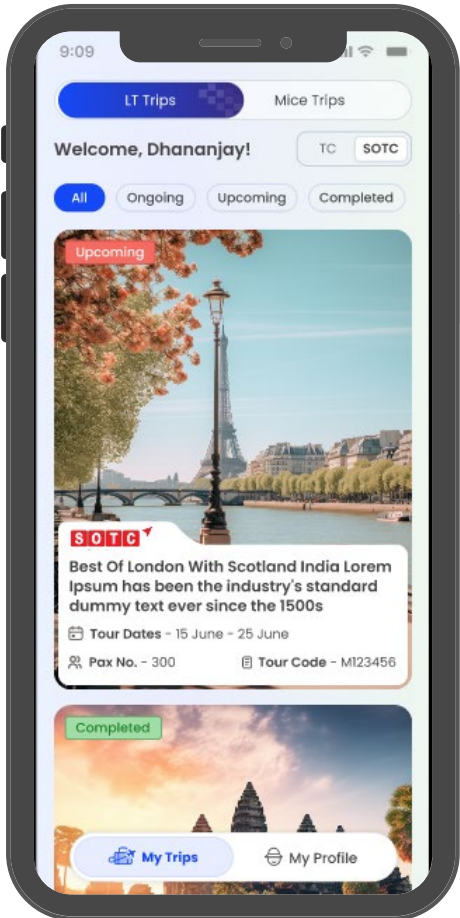 9:09
LT Trips
Mice Trips
Welcome, Dhananjay!
TC
SOTC
All
Ongoing
Upcoming
Completed
Upcoming
SOTC
Best Of London With Scotland India Lorem
Ipsum has been the industry's standard
dummy text ever since the 1500s
Tour Dates - 15 June - 25 June
Pax No. - 300
Tour Code - M123456
Completed
My Trips
My Profile